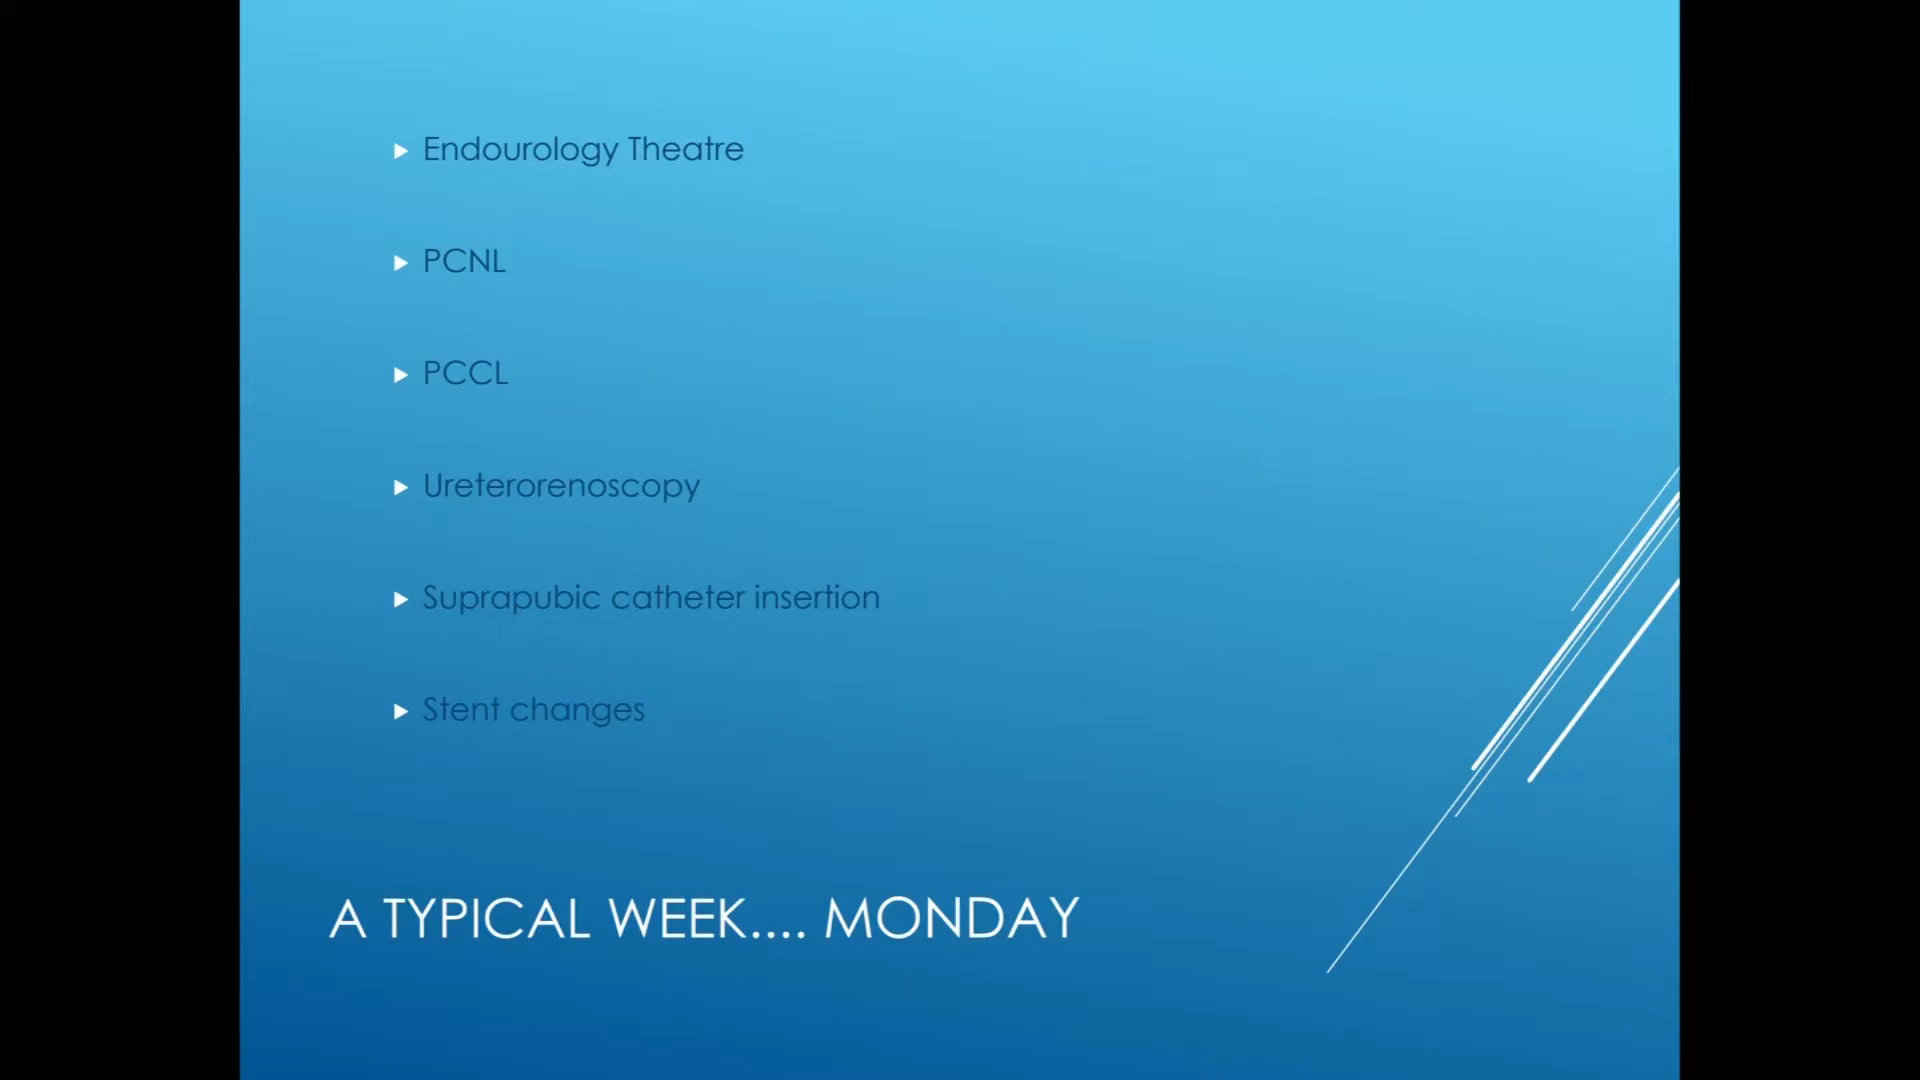 Endourology Theatre
PCNL
PCCL
Ureterorenoscopy
Suprapubic catheter insertion
Stent changes
A TYPICAL WEEK.... MONDAY